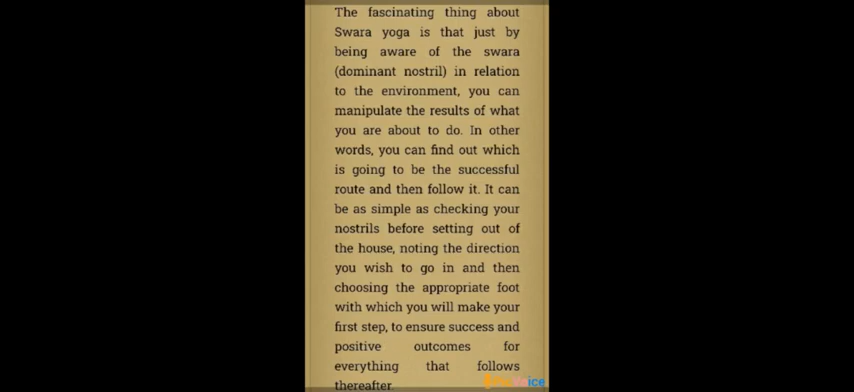 The fascinating thing about
Swara yoga is that just by
being aware of the swara
(dominant nostril) in relation
to the environment, you can
manipulate the results of what
you are about to do. In other
words, you can find out which
is going to be the successful
route and then follow it. It can
be as simple as checking your
nostrils before setting out of
the house, noting the direction
you wish to go in and then
choosing the appropriate foot
with which you will make your
first step, to ensure success and
positive outcomes for
everything that follows
thereafter.